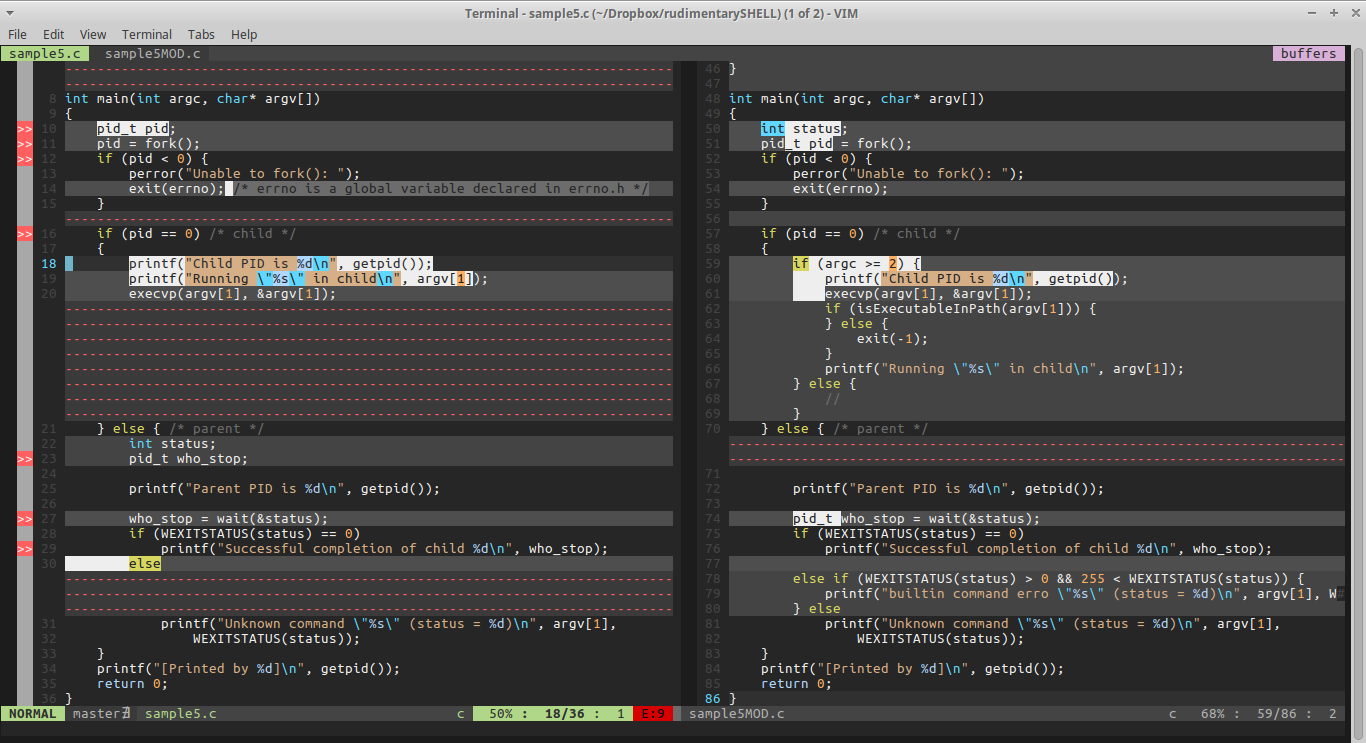 Terminal - sample5.c (~/Dropbox/rudimentarySHELL) (1 of 2) - VIM
File Edit View Terminal Tabs Help
sample5.c sample5MOD.c buffers
8 int main(int argc, char* argv[])
9 {
>> 10 pid_t pid;
>> 11 pid = fork();
>> 12 if (pid < 0) {
13 perror("Unable to fork(): ");
14 exit(errno); /* errno is a global variable declared in errno.h */
15 }
>> 16 if (pid == 0) /* child */
17 {
18 printf("Child PID is %d\n", getpid());
19 printf("Running \"%s\" in child\n", argv[1]);
20 execvp(argv[1], &argv[1]);
21 } else { /* parent */
22 int status;
>> 23 pid_t who_stop;
24
25 printf("Parent PID is %d\n", getpid());
26
>> 27 who_stop = wait(&status);
28 if (WEXITSTATUS(status) == 0)
>> 29 printf("Successful completion of child %d\n", who_stop);
30 else
31 printf("Unknown command \"%s\" (status = %d)\n", argv[1],
32 WEXITSTATUS(status));
33 }
34 printf("[Printed by %d]\n", getpid());
35 return 0;
36 }
46 }
47
48 int main(int argc, char* argv[])
49 {
50 int status;
51 pid_t pid = fork();
52 if (pid < 0) {
53 perror("Unable to fork(): ");
54 exit(errno);
55 }
56
57 if (pid == 0) /* child */
58 {
59 if (argc >= 2) {
60 printf("Child PID is %d\n", getpid());
61 execvp(argv[1], &argv[1]);
62 if (isExecutableInPath(argv[1])) {
63 } else {
64 exit(-1);
65 }
66 printf("Running \"%s\" in child\n", argv[1]);
67 } else {
68 //
69 }
70 } else { /* parent */
71
72 printf("Parent PID is %d\n", getpid());
73
74 pid_t who_stop = wait(&status);
75 if (WEXITSTATUS(status) == 0)
76 printf("Successful completion of child %d\n", who_stop);
77
78 else if (WEXITSTATUS(status) > 0 && 255 < WEXITSTATUS(status)) {
79 printf("builtin command erro \"%s\" (status = %d)\n", argv[1], W
80 } else
81 printf("Unknown command \"%s\" (status = %d)\n", argv[1],
82 WEXITSTATUS(status));
83 }
84 printf("[Printed by %d]\n", getpid());
85 return 0;
86 }
NORMAL master sample5.c c 50% : 18/36 : 1 E:9 sample5MOD.c c 68% : 59/86 : 2